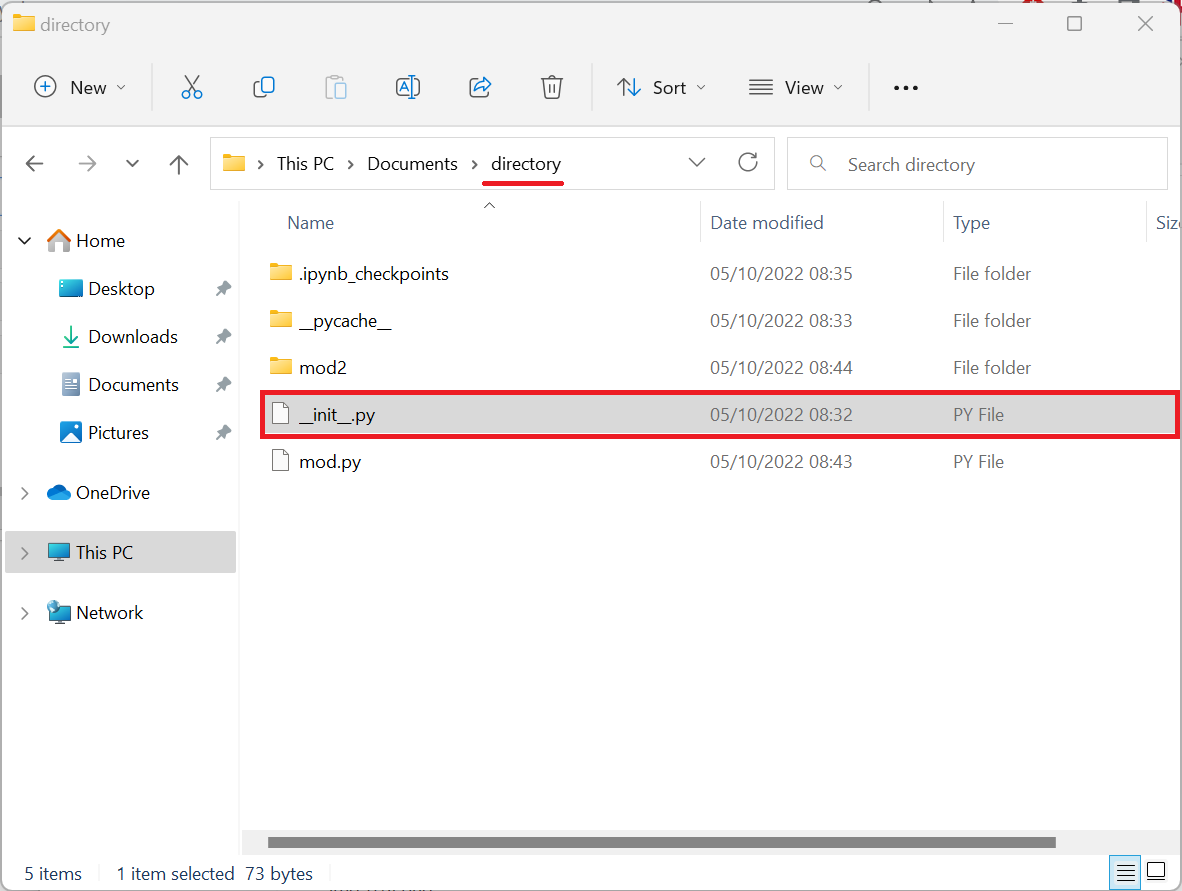 directory
New
Sort
View
This PC
Documents
directory
Search directory
Name
Date modified
Type
Home
Desktop
Downloads
Documents
Pictures
OneDrive
This PC
Network
.ipynb_checkpoints 05/10/2022 08:35 File folder
__pycache__ 05/10/2022 08:33 File folder
mod2 05/10/2022 08:44 File folder
__init__.py 05/10/2022 08:32 PY File
mod.py 05/10/2022 08:43 PY File
5 items
1 item selected 73 bytes